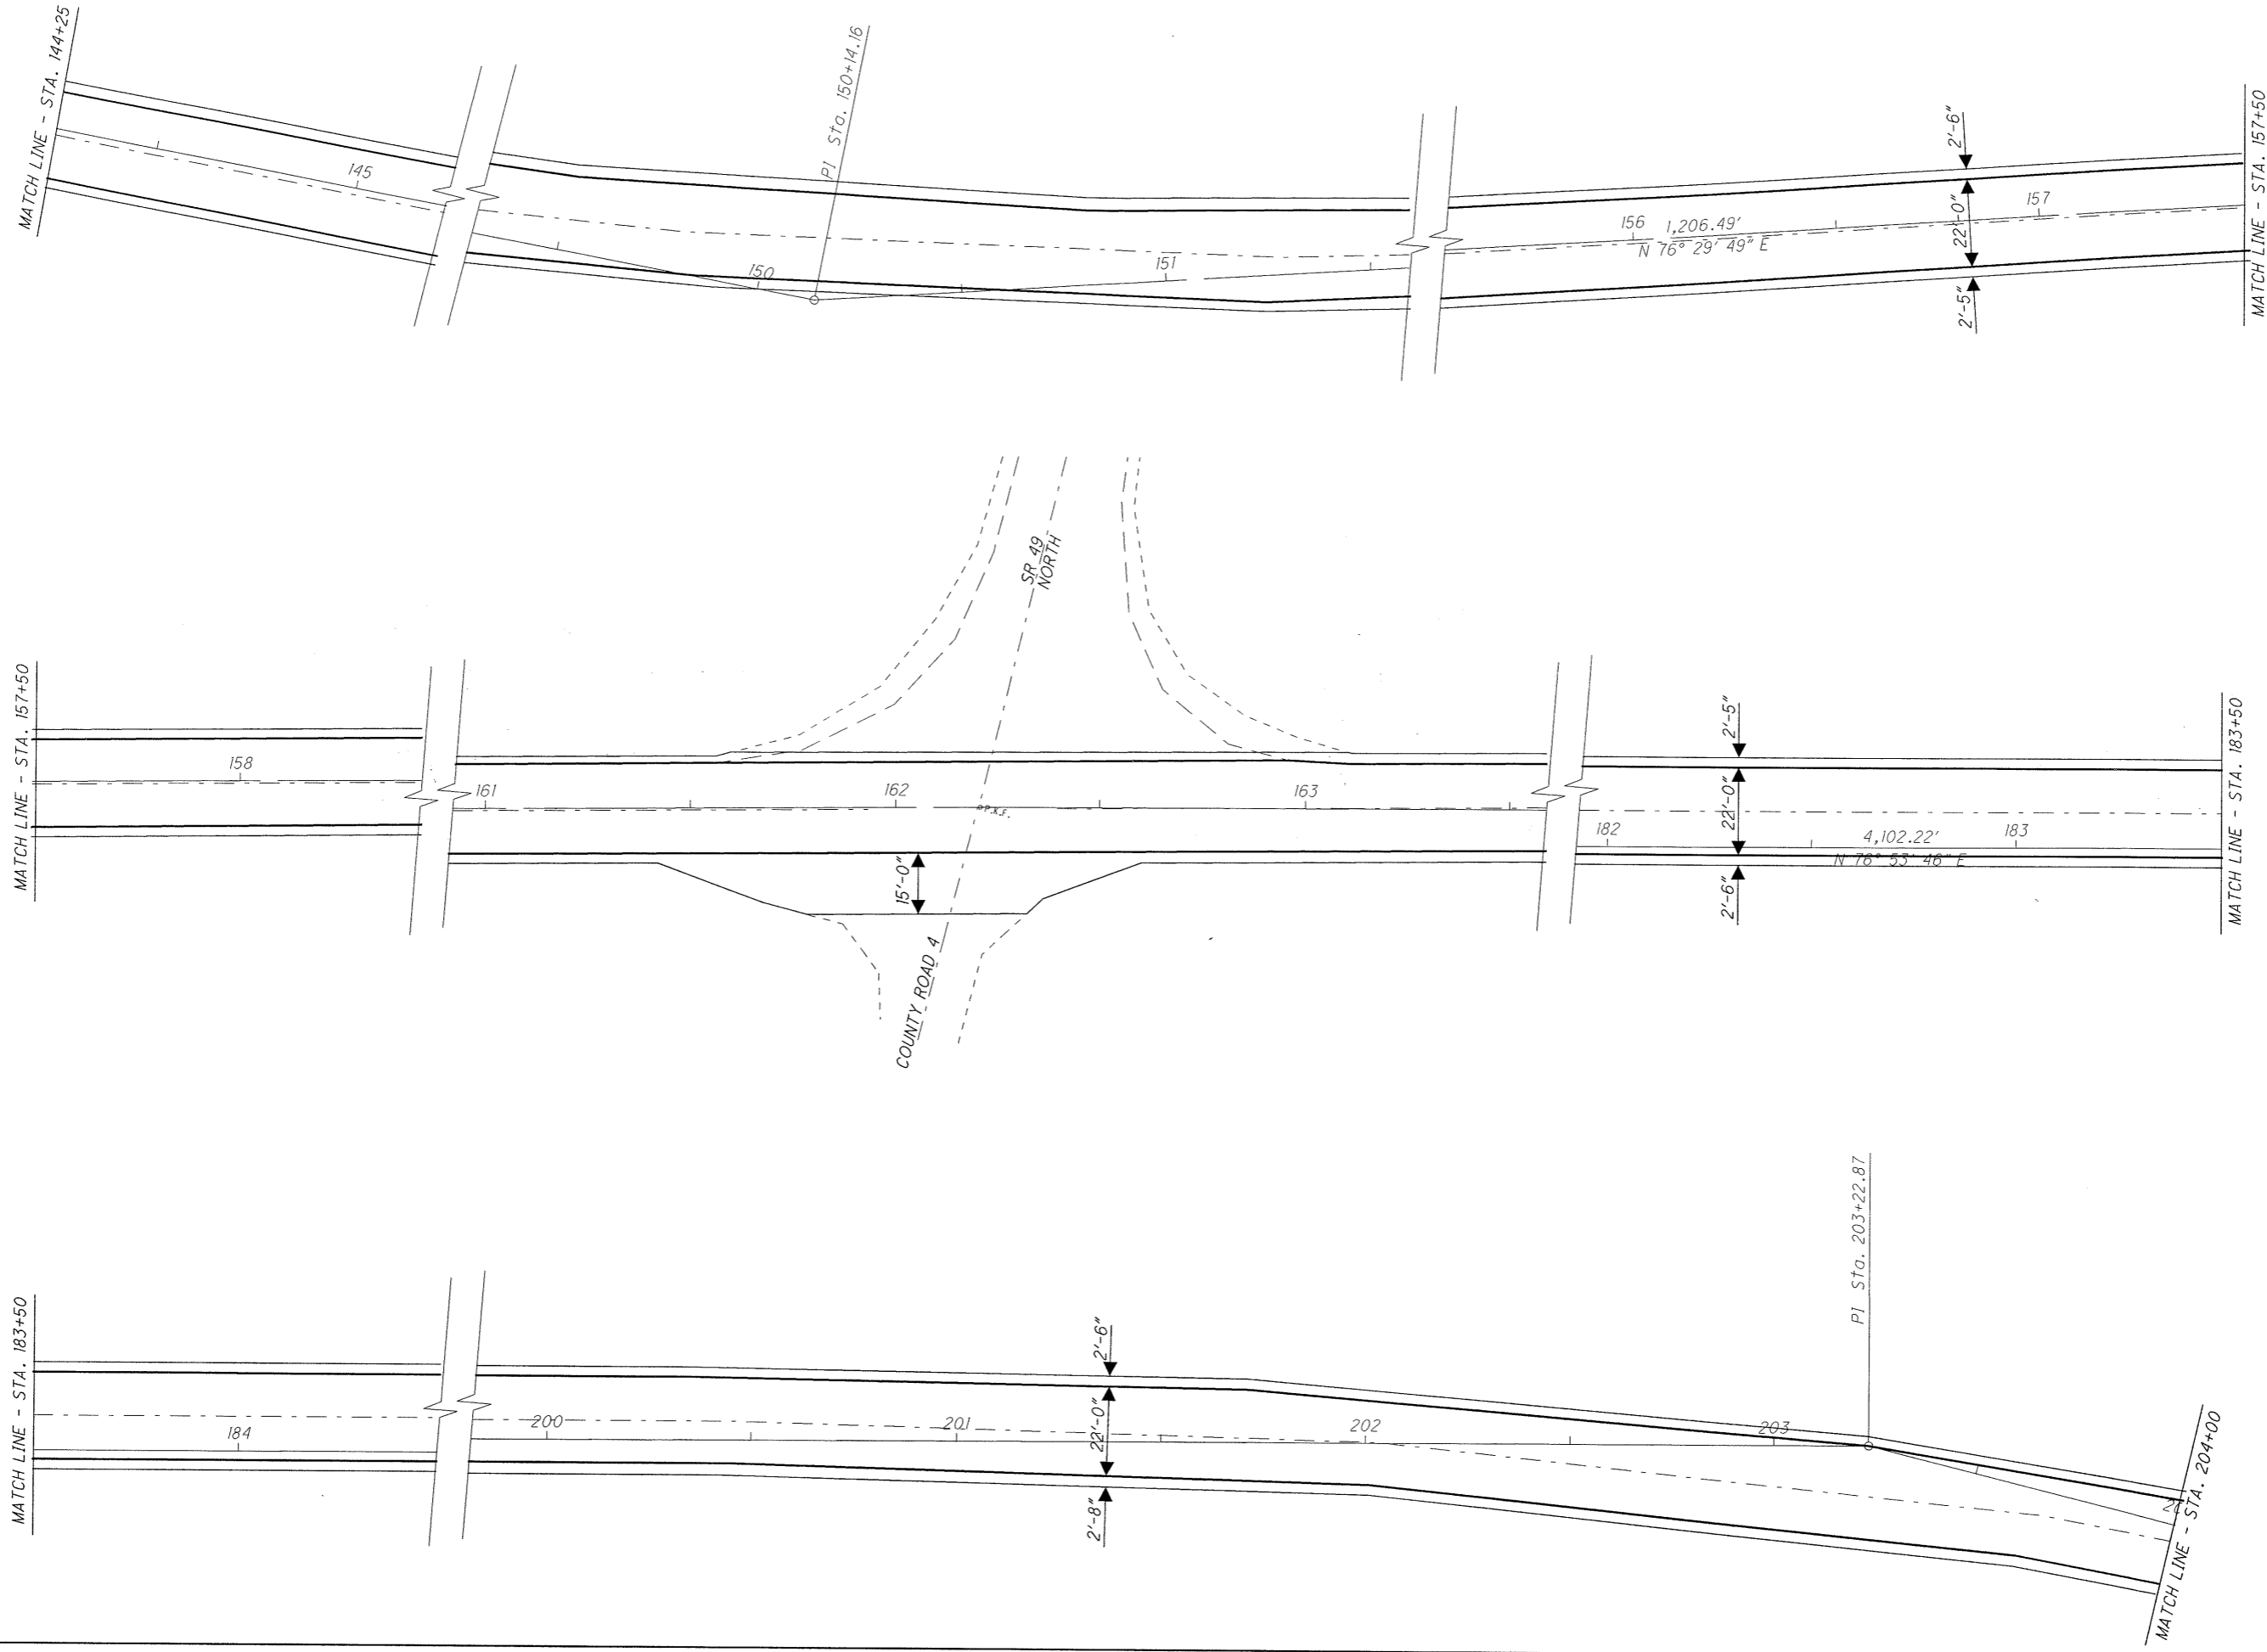 MATCH LINE - STA. 144+25
145
PI Sta. 150+14.16
150
151
156
1,206.49'
N 76° 29' 49" E
2'-6"
22'-0"
2'-5"
157
MATCH LINE - STA. 157+50
MATCH LINE - STA. 157+50
158
161
162
SR 49
NORTH
15'-0"
COUNTY ROAD 4
163
182
2'-5"
22'-0"
2'-6"
4,102.22'
N 76° 53' 46" E
183
MATCH LINE - STA. 183+50
MATCH LINE - STA. 183+50
184
200
201
2'-6"
22'-0"
2'-8"
202
203
PI Sta. 203+22.87
MATCH LINE - STA. 204+00